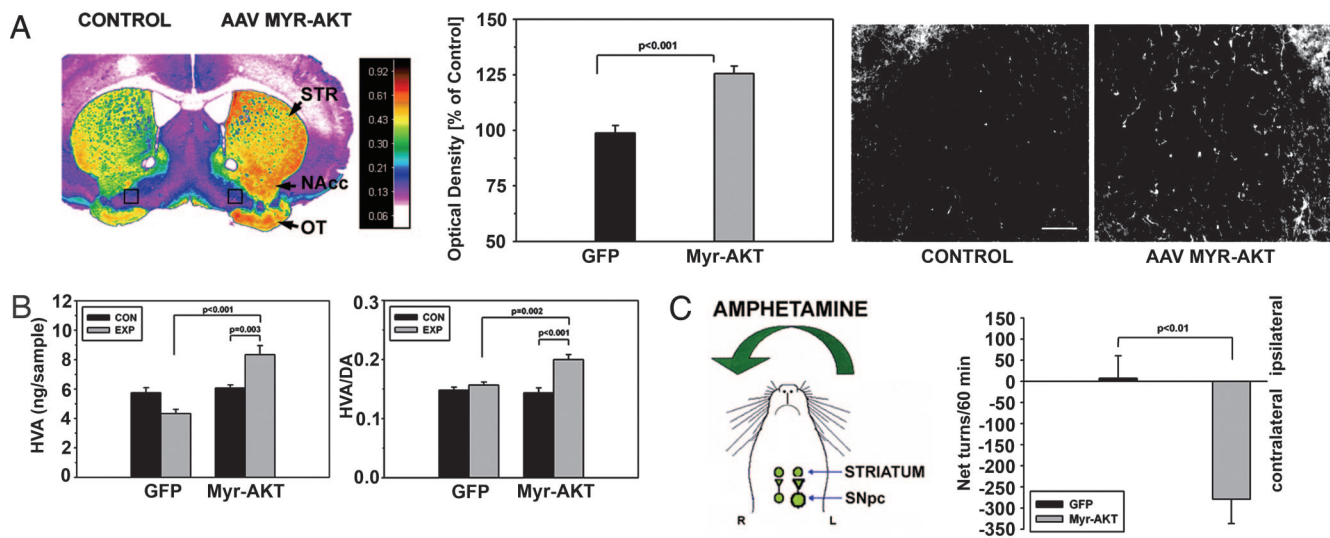 A
CONTROL AAV MYR-AKT
0.92
0.61
0.43
0.30
0.21
0.13
0.06
STR
NAcc
OT
Optical Density [% of Control]
150
125
100
75
50
p<0.001
GFP Myr-AKT
CONTROL AAV MYR-AKT
B
HVA (ng/sample)
12
10
8
6
4
2
0
CON
EXP
p<0.001
p=0.003
GFP Myr-AKT
HVA/DA
0.3
0.2
0.1
0.0
CON
EXP
p=0.002
p<0.001
GFP Myr-AKT
C
AMPHETAMINE
STRIATUM
SNpc
R L
Net turns/60 min
150
100
50
0
-50
-100
-150
-200
-250
-300
-350
p<0.01
GFP
Myr-AKT
ipsilateral
contralateral